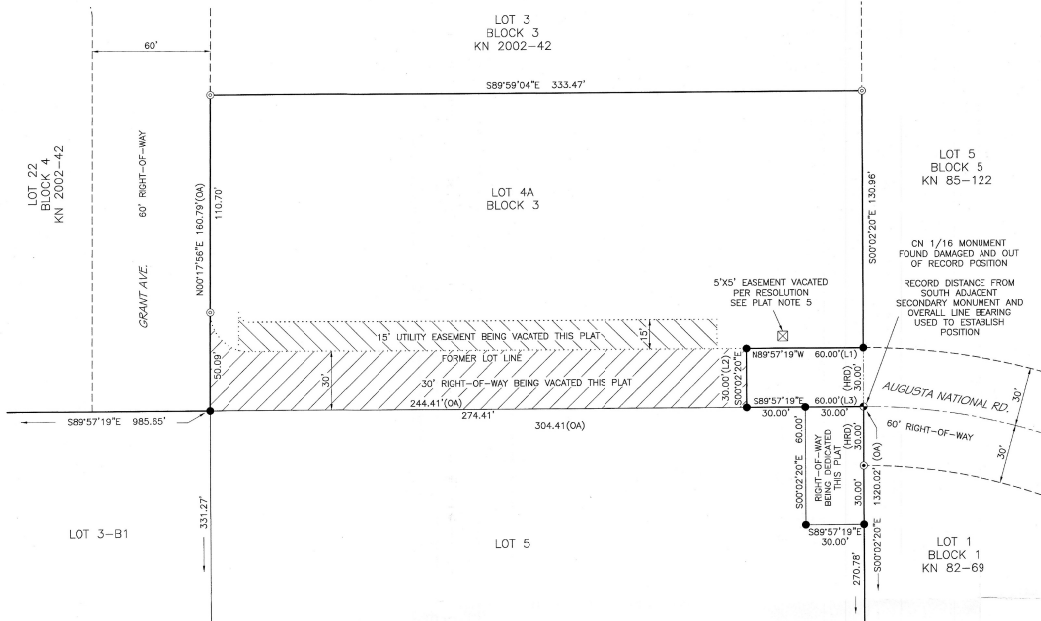 LOT 3
BLOCK 3
KN 2002-42
60'
S89°59'04"E 333.47'
LOT 22
BLOCK 4
KN 2002-42
60' RIGHT-OF-WAY
GRANT AVE.
N00°17'56"E 160.79'(OA)
110.70'
LOT 4A
BLOCK 3
S00°02'20"E 130.96'
LOT 5
BLOCK 5
KN 85-122
CN 1/16 MONUMENT
FOUND DAMAGED AND OUT
OF RECORD POSITION
RECORD DISTANCE FROM
SOUTH ADJACENT
SECONDARY MONUMENT AND
OVERALL LINE BEARING
USED TO ESTABLISH
POSITION
5'X5' EASEMENT VACATED
PER RESOLUTION
SEE PLAT NOTE 5
15' UTILITY EASEMENT BEING VACATED THIS PLAT
15'
FORMER LOT LINE
50.09'
30'
30' RIGHT-OF-WAY BEING VACATED THIS PLAT
30.00'(L2)
S00°02'20"E
N89°57'19"W 60.00'(L1)
(HRD)
30.00'
AUGUSTA NATIONAL RD.
30'
60' RIGHT-OF-WAY
30'
244.41'(OA)
S89°57'19"E 60.00'(L3)
30.00' 30.00'
S89°57'19"E 985.55'
274.41'
304.41(OA)
S00°02'20"E 60.00'
RIGHT-OF-WAY
BEING DEDICATED
THIS PLAT
(HRD)
30.00'
30.00'
S00°02'20"E 1320.02'(OA)
S89°57'19"E
30.00'
331.27'
LOT 3-B1
LOT 5
270.78'
LOT 1
BLOCK 1
KN 82-69